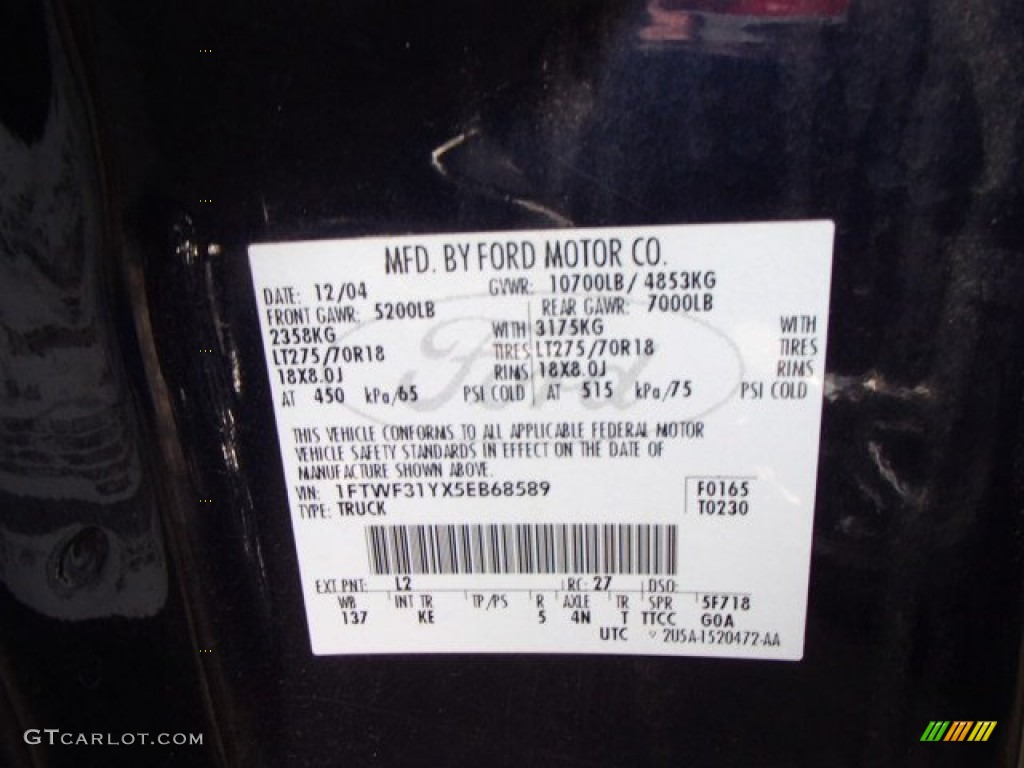 MFD. BY FORD MOTOR CO.
DATE: 12/04 GVWR: 10700LB / 4853KG
FRONT GAWR: 5200LB REAR GAWR: 7000LB
2358KG WITH 3175KG WITH
LT275/70R18 TIRES LT275/70R18 TIRES
18X8.0J RIMS 18X8.0J RIMS
AT 450 kPa/65 PSI COLD AT 515 kPa/75 PSI COLD
Ford
THIS VEHICLE CONFORMS TO ALL APPLICABLE FEDERAL MOTOR
VEHICLE SAFETY STANDARDS IN EFFECT ON THE DATE OF
MANUFACTURE SHOWN ABOVE.
VIN: 1FTWF31YX5EB68589 F0165
TYPE: TRUCK T0230
EXT PNT: L2 RC: 27 DSO:
WB INT TR TP/PS R AXLE TR SPR 5F718
137 KE 5 4N T TTCC G0A
UTC 2U5A-1520472-AA
GTCARLOT.COM